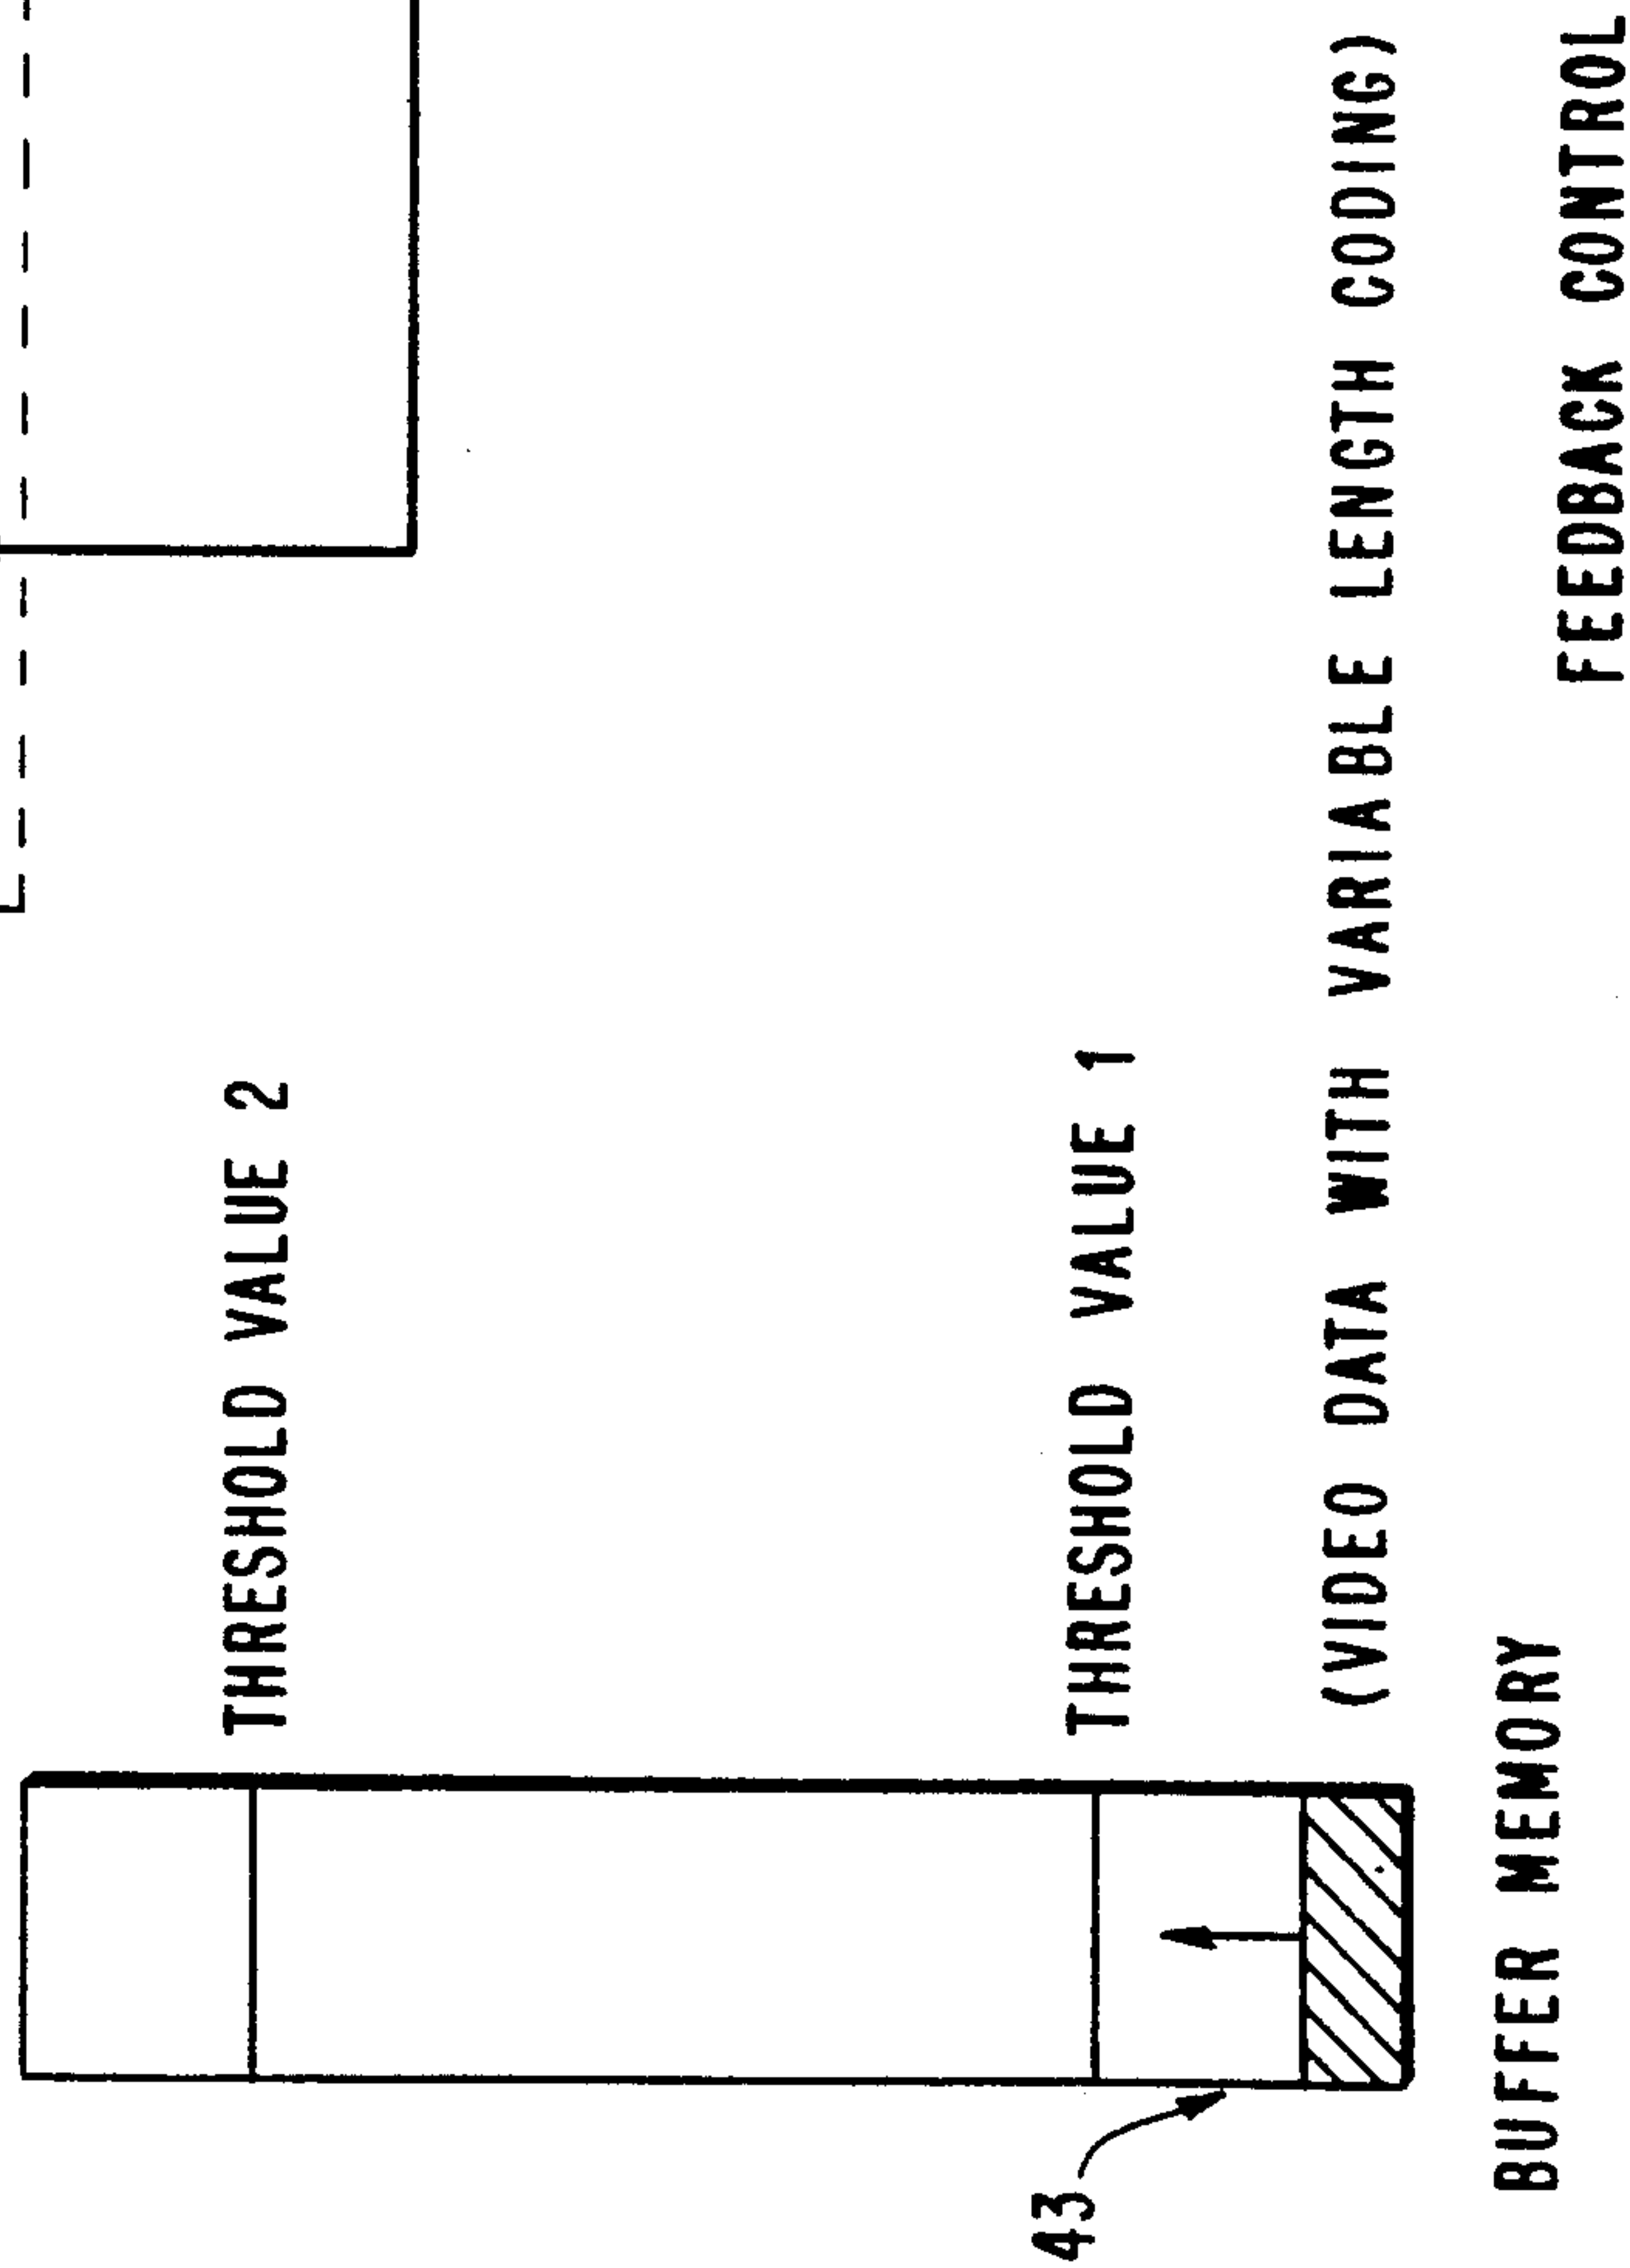 THRESHOLD VALUE 2
THRESHOLD VALUE 1
(VIDEO DATA WITH VARIABLE LENGTH CODING)
43
BUFFER MEMORY
FEEDBACK CONTROL